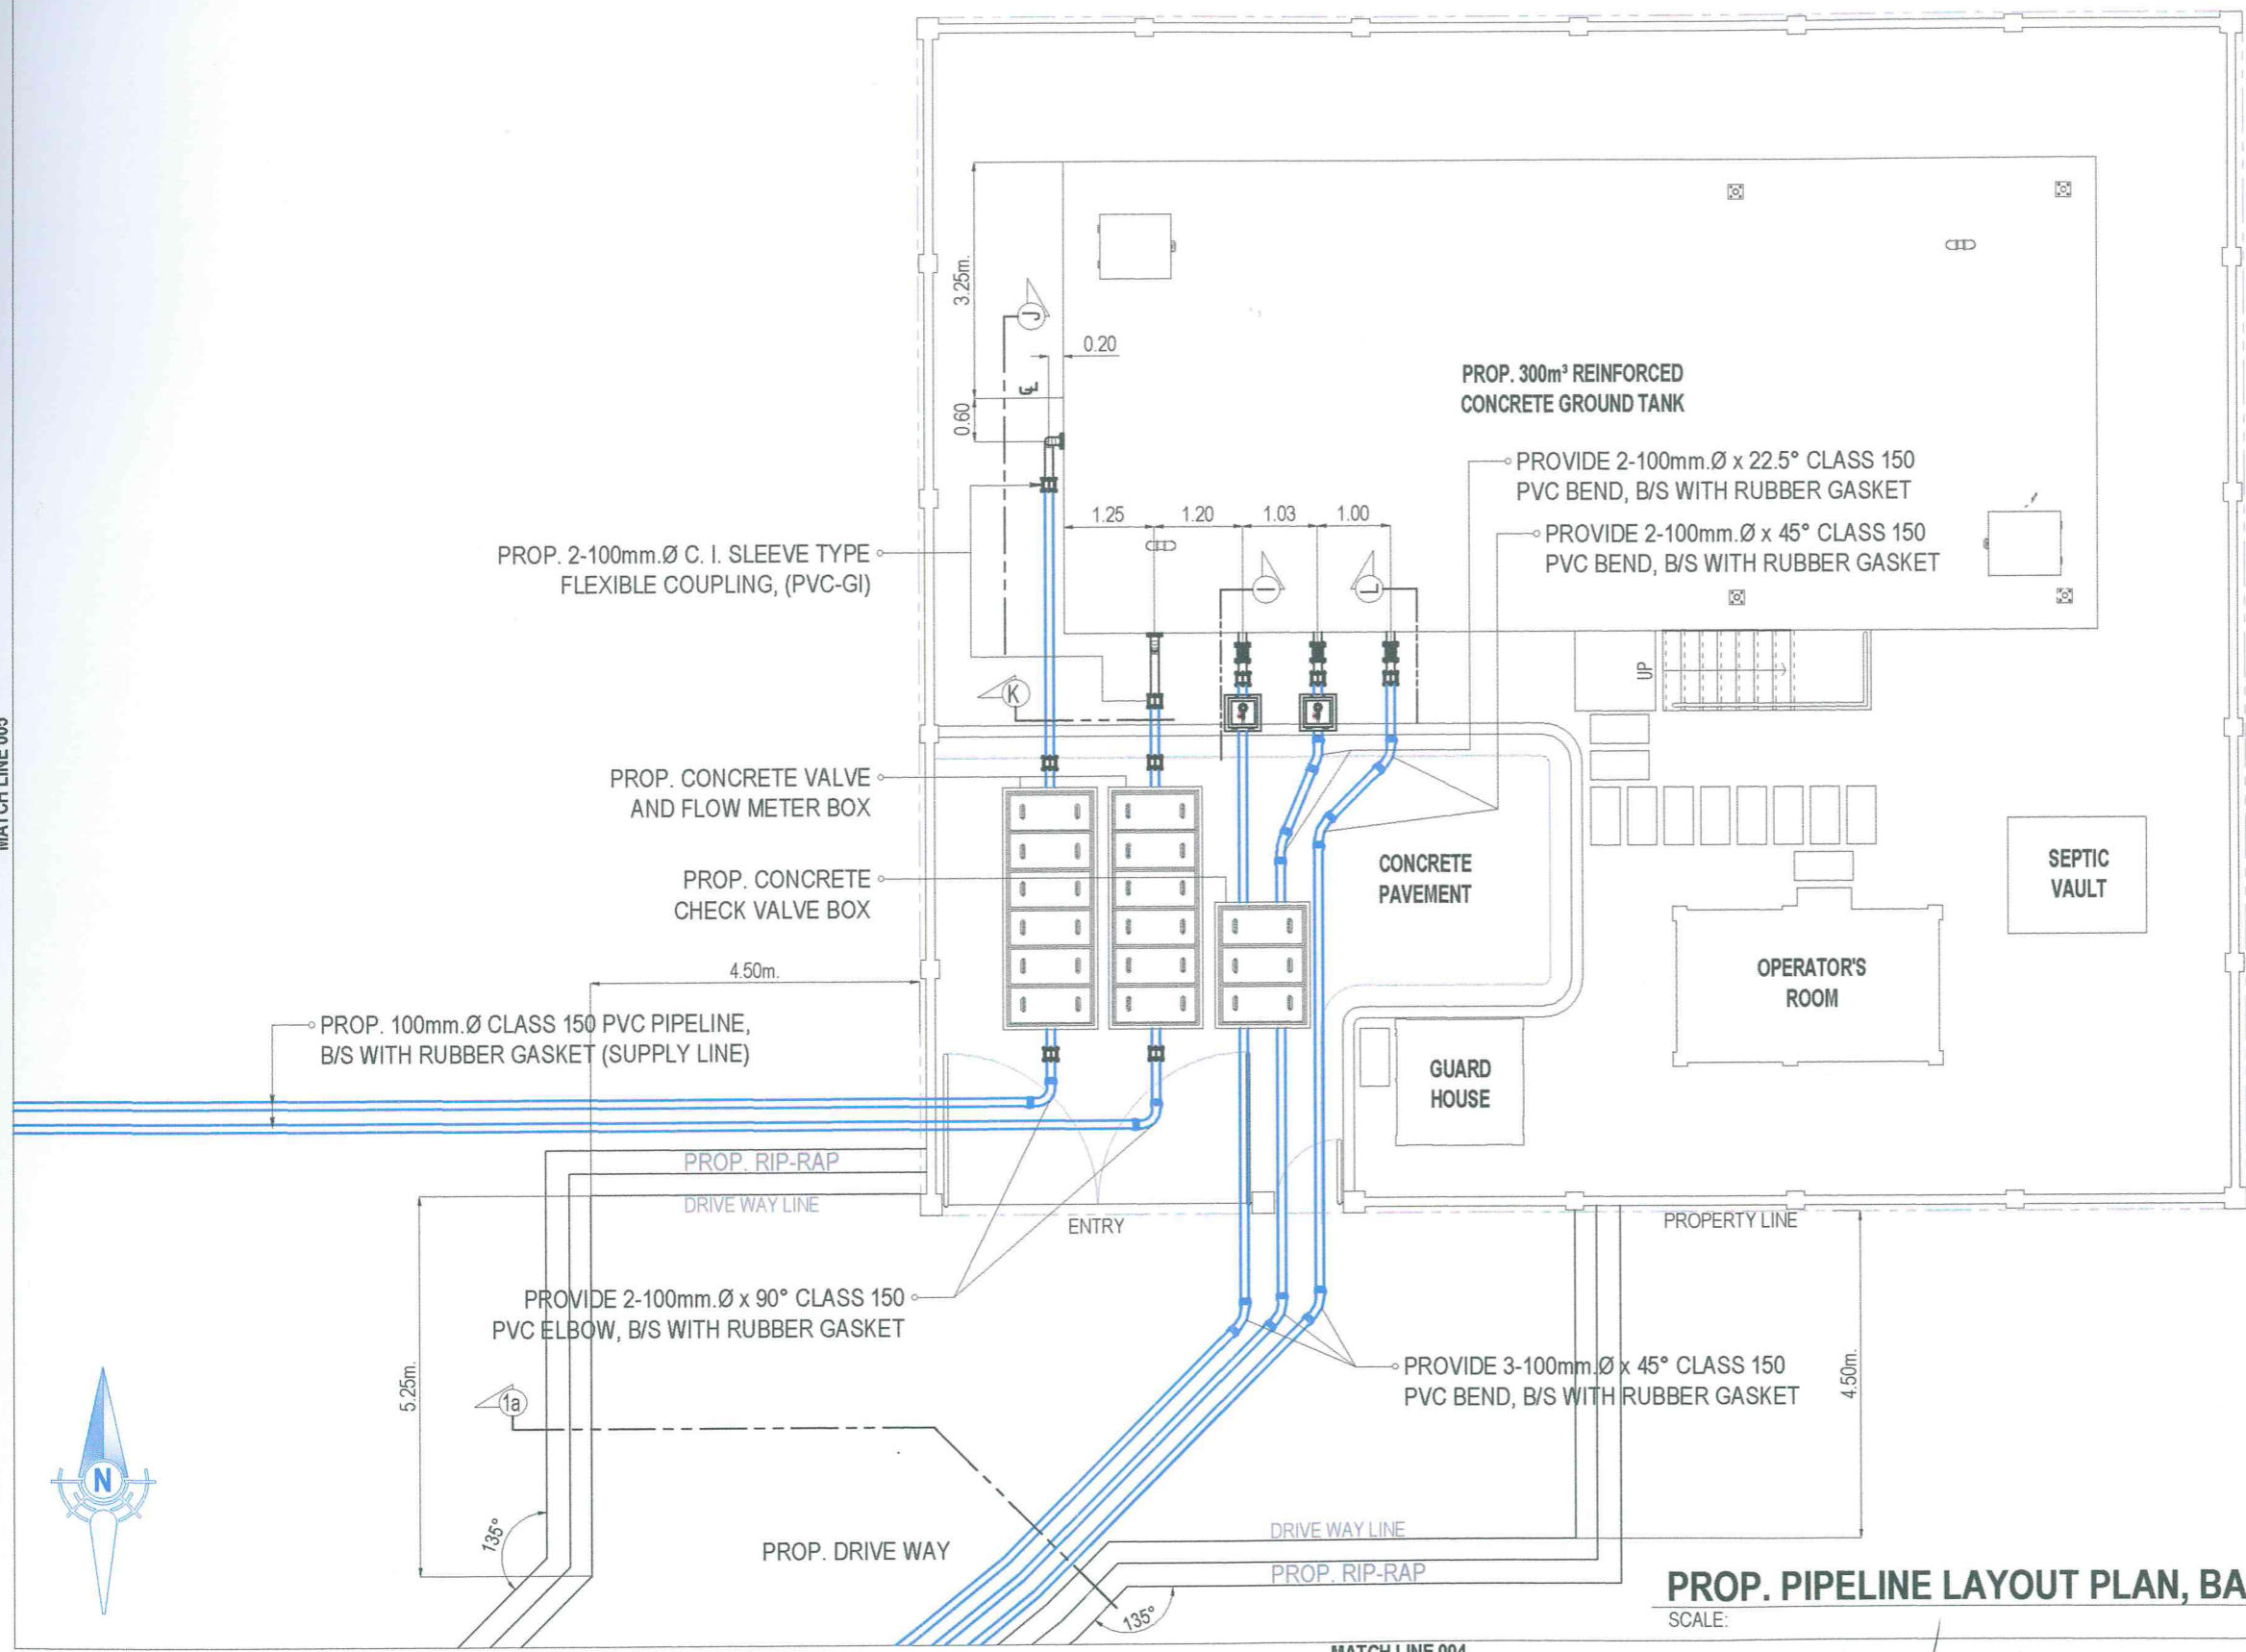 3.25m.
J
0.20
℄
0.60
PROP. 300m³ REINFORCED
CONCRETE GROUND TANK
PROVIDE 2-100mm.Ø x 22.5° CLASS 150
PVC BEND, B/S WITH RUBBER GASKET
1.25
1.20
1.03
1.00
PROVIDE 2-100mm.Ø x 45° CLASS 150
PVC BEND, B/S WITH RUBBER GASKET
PROP. 2-100mm.Ø C. I. SLEEVE TYPE
FLEXIBLE COUPLING, (PVC-GI)
I
L
K
UP
MATCH LINE 005
PROP. CONCRETE VALVE
AND FLOW METER BOX
PROP. CONCRETE
CHECK VALVE BOX
CONCRETE
PAVEMENT
SEPTIC
VAULT
OPERATOR'S
ROOM
4.50m.
PROP. 100mm.Ø CLASS 150 PVC PIPELINE,
B/S WITH RUBBER GASKET (SUPPLY LINE)
GUARD
HOUSE
PROP. RIP-RAP
DRIVE WAY LINE
ENTRY
PROPERTY LINE
PROVIDE 2-100mm.Ø x 90° CLASS 150
PVC ELBOW, B/S WITH RUBBER GASKET
PROVIDE 3-100mm.Ø x 45° CLASS 150
PVC BEND, B/S WITH RUBBER GASKET
5.25m.
4.50m.
1a
N
135°
PROP. DRIVE WAY
DRIVE WAY LINE
PROP. RIP-RAP
135°
PROP. PIPELINE LAYOUT PLAN, BA
SCALE:
MATCH LINE 004